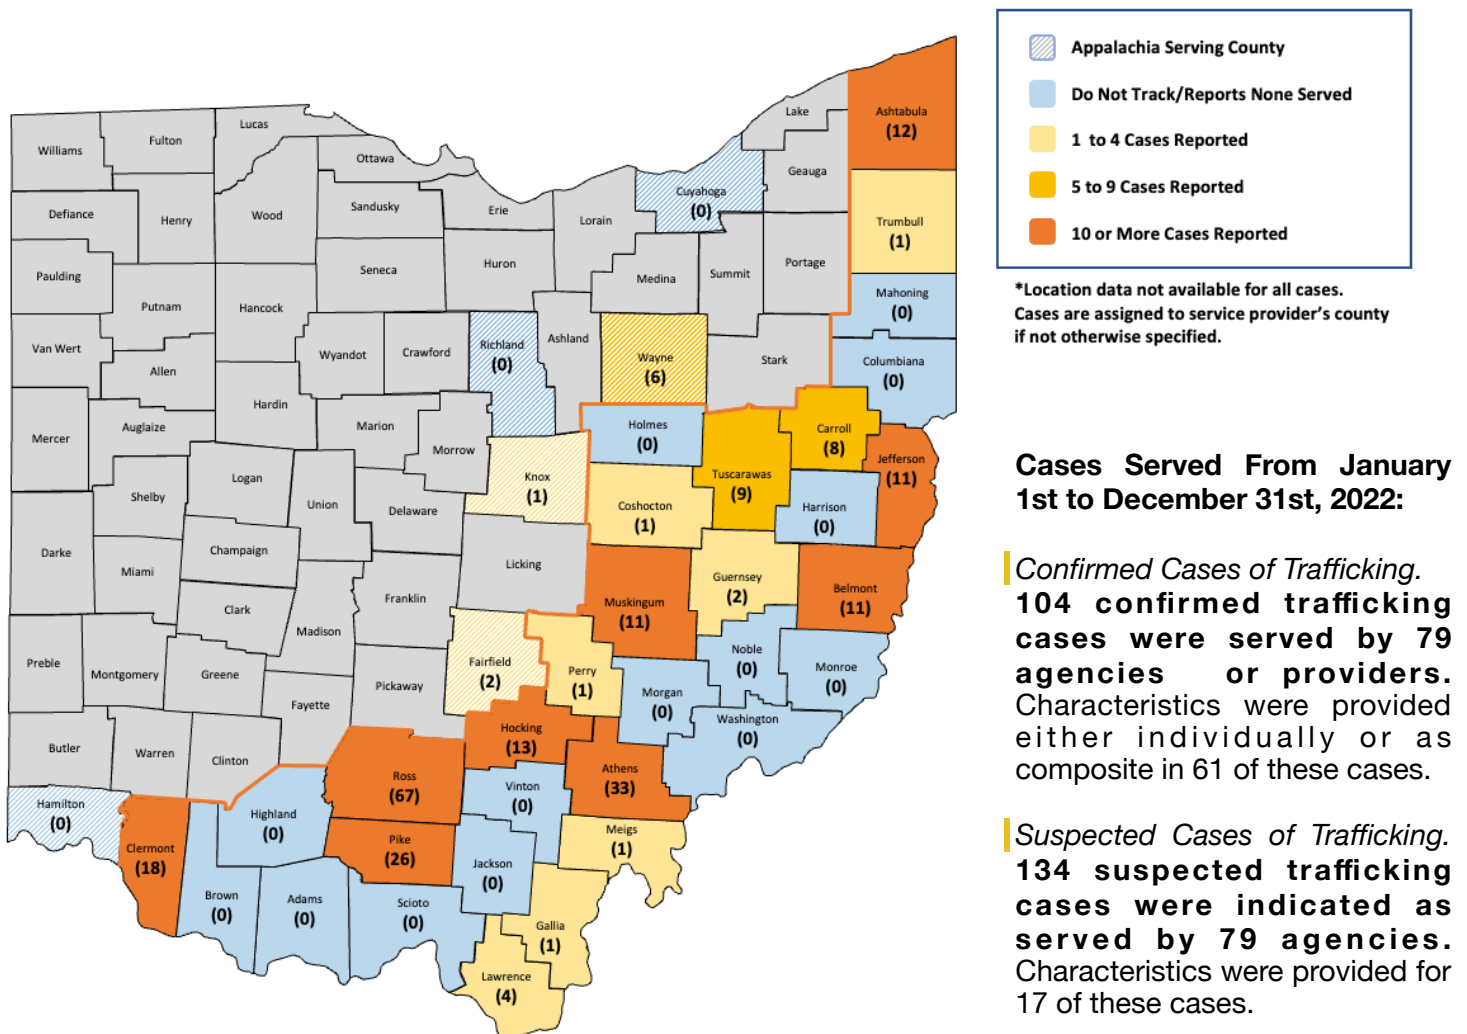 Appalachia Serving County
Do Not Track/Reports None Served
1 to 4 Cases Reported
5 to 9 Cases Reported
10 or More Cases Reported
*Location data not available for all cases.
Cases are assigned to service provider's county
if not otherwise specified.
Williams
Fulton
Lucas
Ottawa
Defiance
Henry
Wood
Sandusky
Erie
Lorain
Cuyahoga
(0)
Lake
Geauga
Ashtabula
(12)
Trumbull
(1)
Paulding
Putnam
Hancock
Seneca
Huron
Medina
Summit
Portage
Mahoning
(0)
Van Wert
Allen
Wyandot
Crawford
Richland
(0)
Ashland
Wayne
(6)
Stark
Columbiana
(0)
Mercer
Auglaize
Hardin
Marion
Morrow
Knox
(1)
Holmes
(0)
Tuscarawas
(9)
Carroll
(8)
Jefferson
(11)
Shelby
Logan
Union
Delaware
Coshocton
(1)
Harrison
(0)
Darke
Miami
Champaign
Clark
Madison
Franklin
Licking
Muskingum
(11)
Guernsey
(2)
Belmont
(11)
Preble
Montgomery
Greene
Fayette
Pickaway
Fairfield
(2)
Perry
(1)
Morgan
(0)
Noble
(0)
Monroe
(0)
Washington
(0)
Butler
Warren
Clinton
Ross
(67)
Hocking
(13)
Vinton
(0)
Athens
(33)
Hamilton
(0)
Clermont
(18)
Highland
(0)
Pike
(26)
Jackson
(0)
Meigs
(1)
Brown
(0)
Adams
(0)
Scioto
(0)
Gallia
(1)
Lawrence
(4)
Cases Served From January
1st to December 31st, 2022:
Confirmed Cases of Trafficking.
104 confirmed trafficking
cases were served by 79
agencies or providers.
Characteristics were provided
either individually or as
composite in 61 of these cases.
Suspected Cases of Trafficking.
134 suspected trafficking
cases were indicated as
served by 79 agencies.
Characteristics were provided for
17 of these cases.